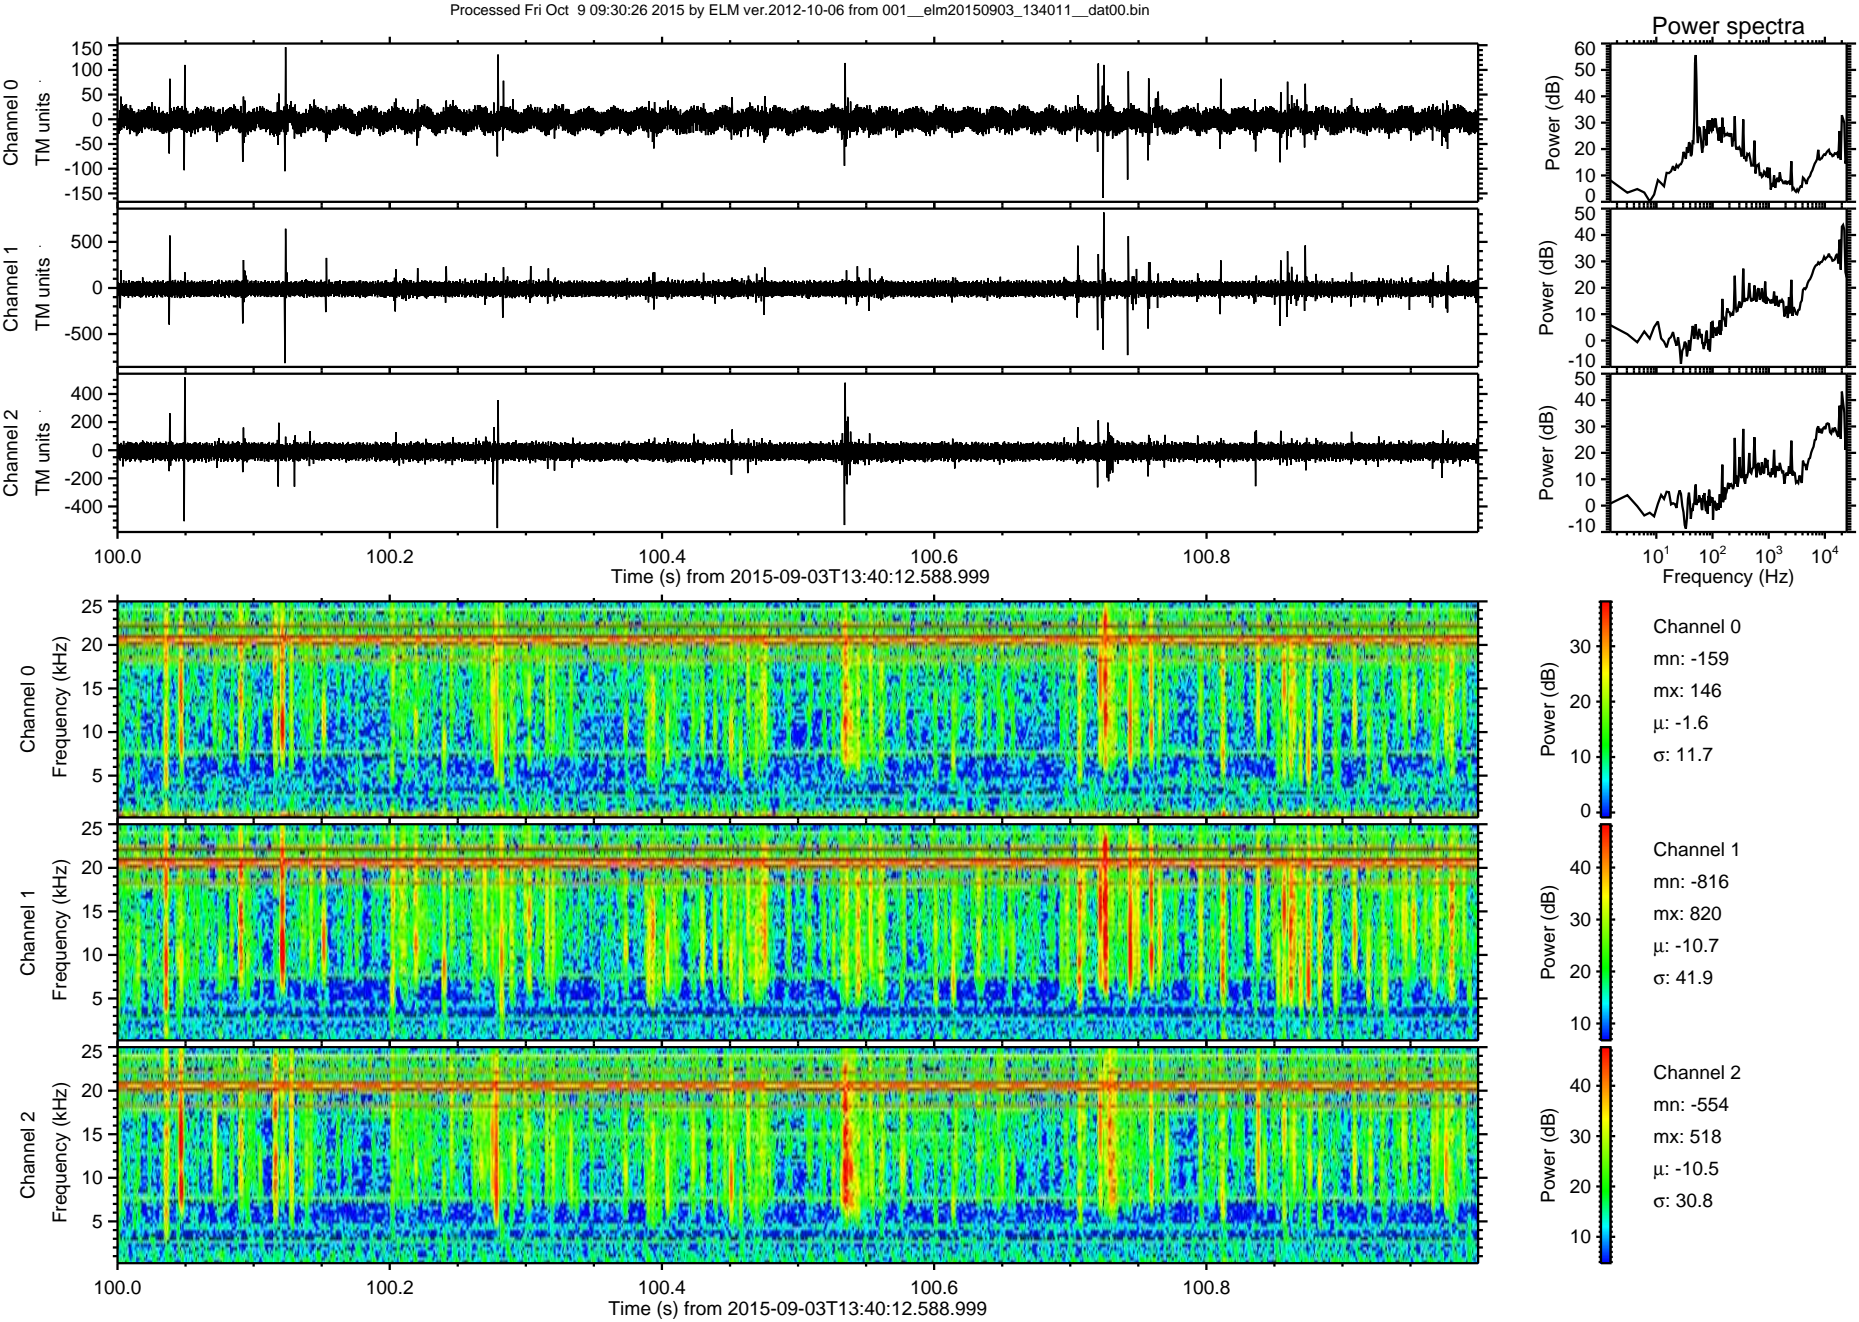 Processed Fri Oct  9 09:30:26 2015 by ELM ver.2012-10-06 from 001__elm20150903_134011__dat00.bin
Power spectra
Channel 0
TM units
150
100
50
0
-50
-100
-150
Power (dB)
60
50
40
30
20
10
0
Channel 1
TM units
500
0
-500
Power (dB)
50
40
30
20
10
0
-10
Channel 2
TM units
400
200
0
-200
-400
Power (dB)
50
40
30
20
10
0
-10
100.0 100.2 100.4 100.6 100.8
Time (s) from 2015-09-03T13:40:12.588.999
10^1 10^2 10^3 10^4
Frequency (Hz)
Channel 0
Frequency (kHz)
25
20
15
10
5
Power (dB)
30
20
10
0
Channel 0
mn: -159
mx: 146
μ: -1.6
σ: 11.7
Channel 1
Frequency (kHz)
25
20
15
10
5
Power (dB)
40
30
20
10
Channel 1
mn: -816
mx: 820
μ: -10.7
σ: 41.9
Channel 2
Frequency (kHz)
25
20
15
10
5
Power (dB)
40
30
20
10
Channel 2
mn: -554
mx: 518
μ: -10.5
σ: 30.8
100.0 100.2 100.4 100.6 100.8
Time (s) from 2015-09-03T13:40:12.588.999